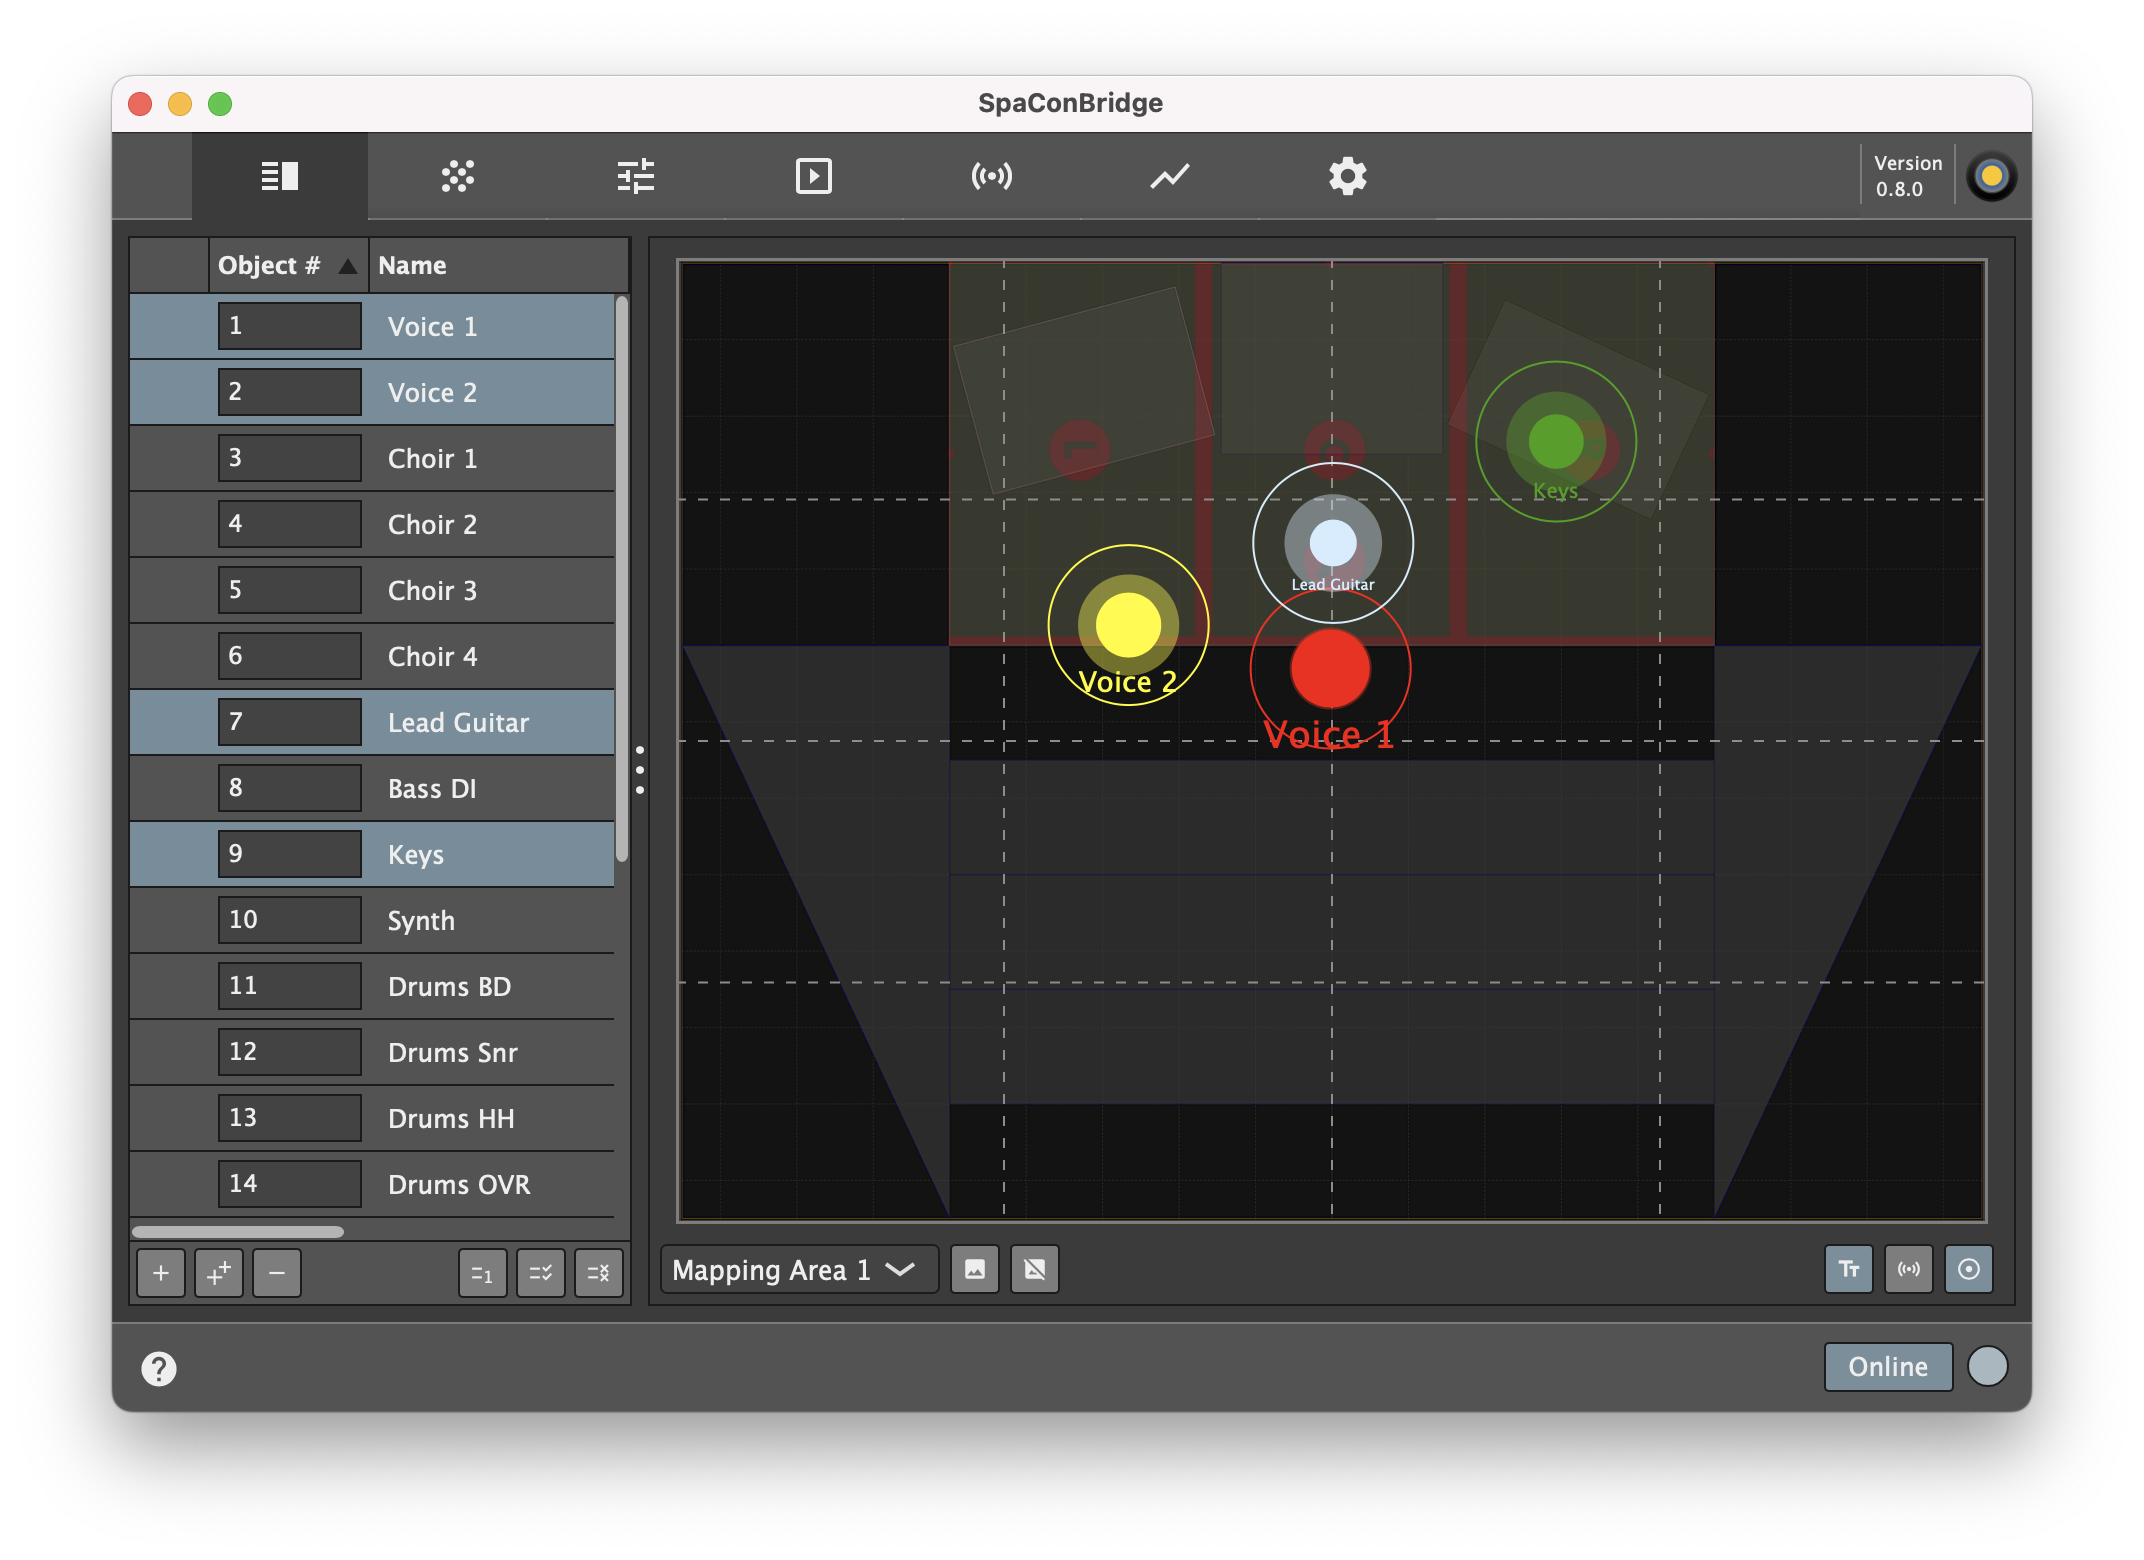 SpaConBridge
Version
0.8.0
Object # Name
1 Voice 1
2 Voice 2
3 Choir 1
4 Choir 2
5 Choir 3
6 Choir 4
7 Lead Guitar
8 Bass DI
9 Keys
10 Synth
11 Drums BD
12 Drums Snr
13 Drums HH
14 Drums OVR
Keys
Lead Guitar
Voice 2
Voice 1
Mapping Area 1
Tт
Online